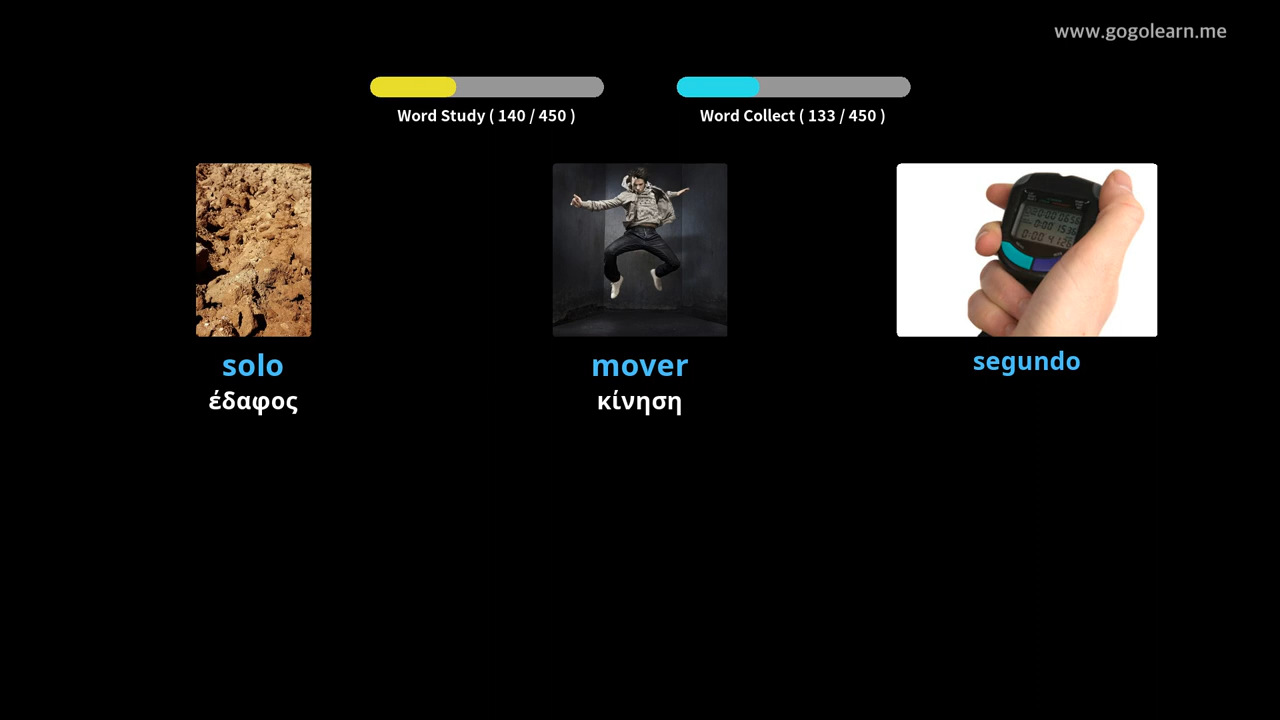 www.gogolearn.me
Word Study ( 140 / 450 )
Word Collect ( 133 / 450 )
solo
έδαφος
mover
κίνηση
segundo